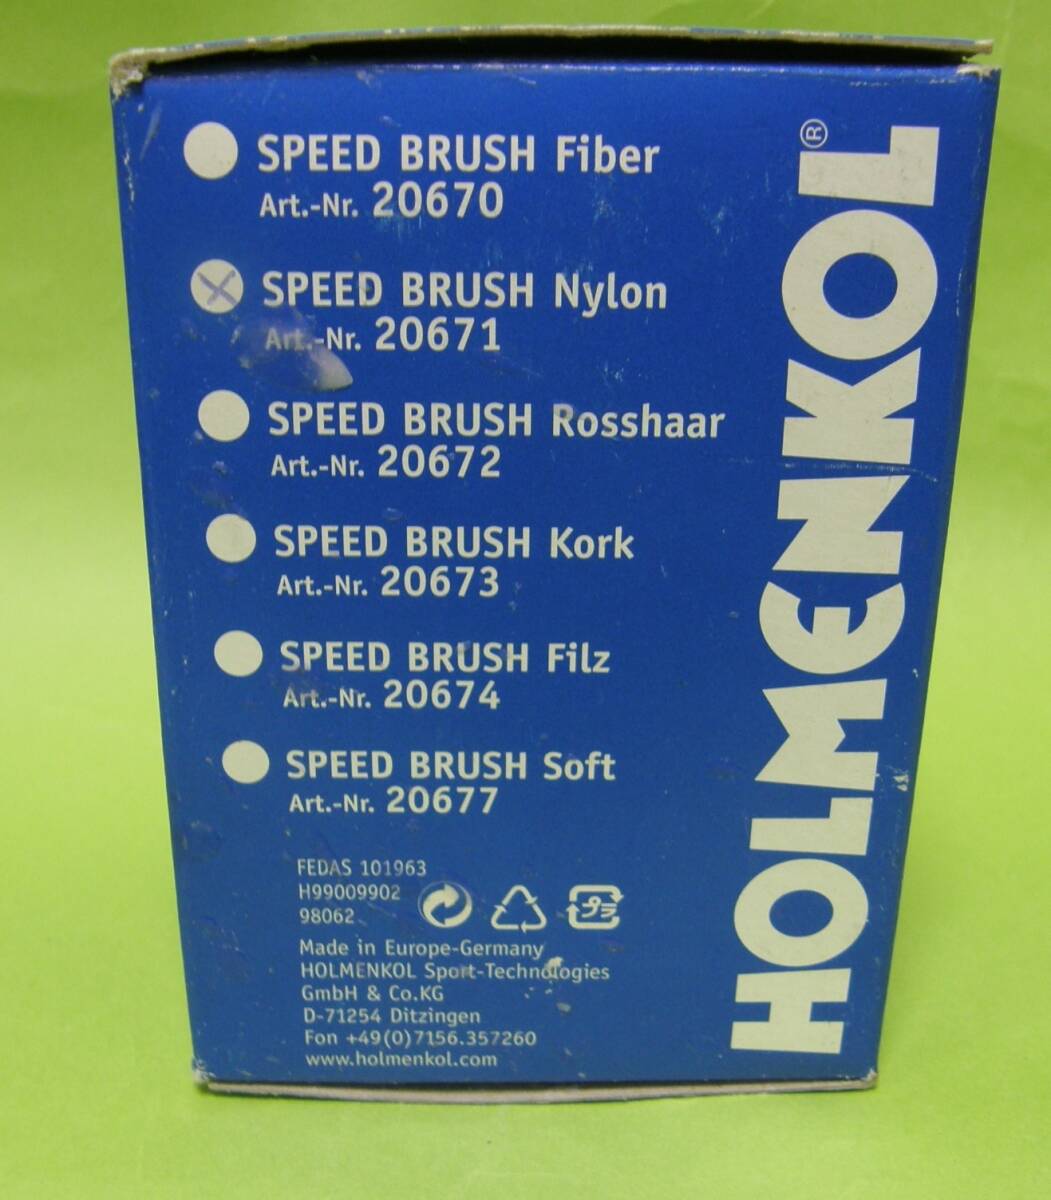 SPEED BRUSH Fiber
Art.-Nr. 20670
SPEED BRUSH Nylon
Art.-Nr. 20671
SPEED BRUSH Rosshaar
Art.-Nr. 20672
SPEED BRUSH Kork
Art.-Nr. 20673
SPEED BRUSH Filz
Art.-Nr. 20674
SPEED BRUSH Soft
Art.-Nr. 20677
FEDAS 101963
H99009902
98062
プラ
Made in Europe-Germany
HOLMENKOL Sport-Technologies
GmbH & Co.KG
D-71254 Ditzingen
Fon +49(0)7156.357260
www.holmenkol.com
HOLMENKOL®